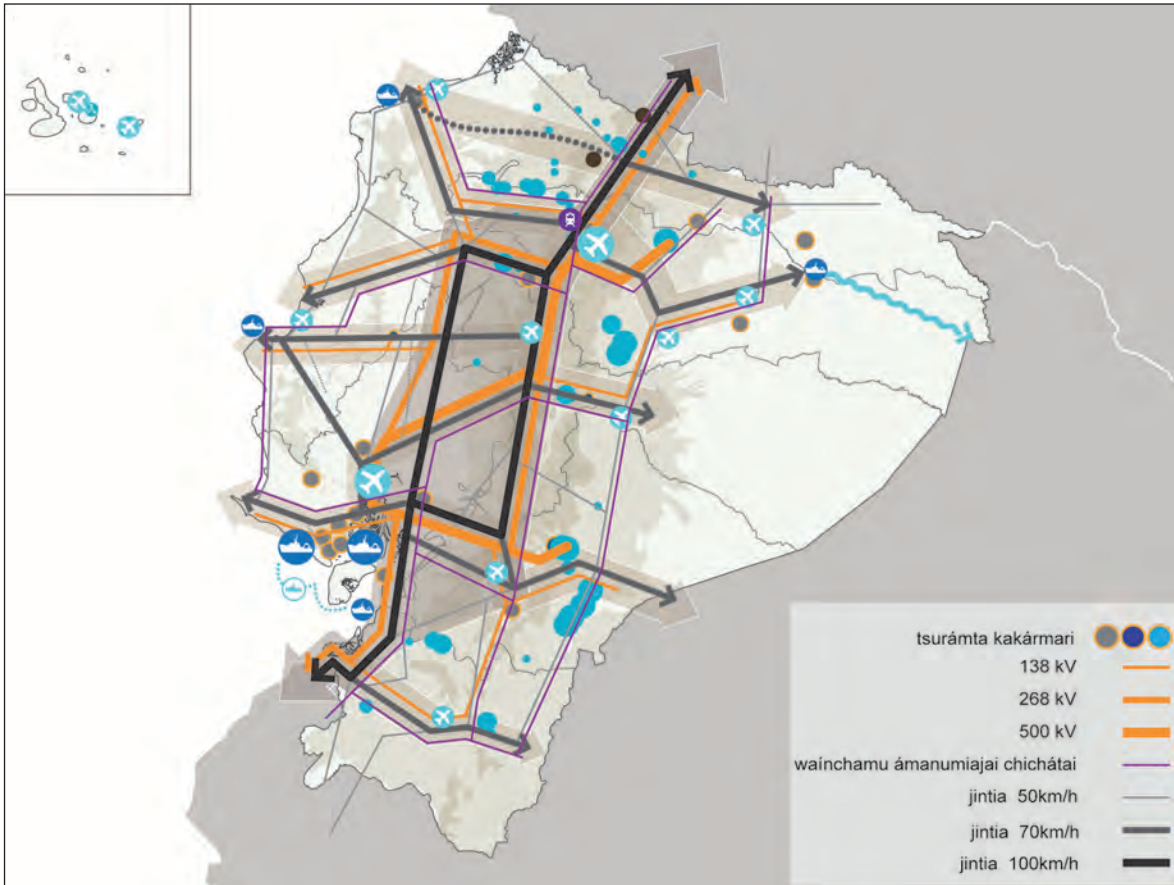 tsurámta kakármari
138 kV
268 kV
500 kV
waínchamu ámanumiajai chichátai
jintia 50km/h
jintia 70km/h
jintia 100km/h